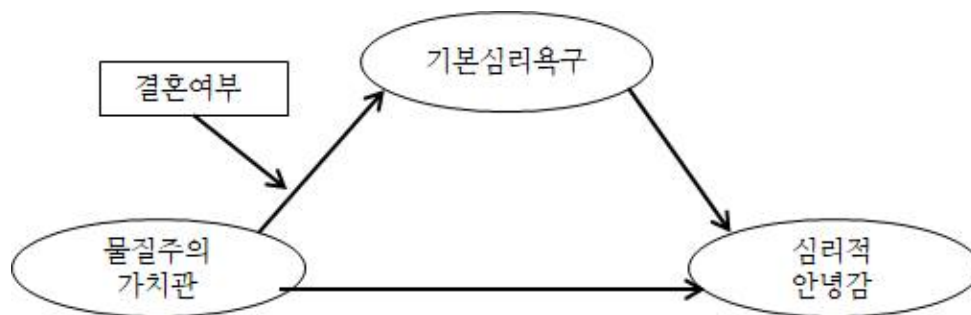 기본심리욕구
결혼여부
물질주의
가치관
심리적
안녕감